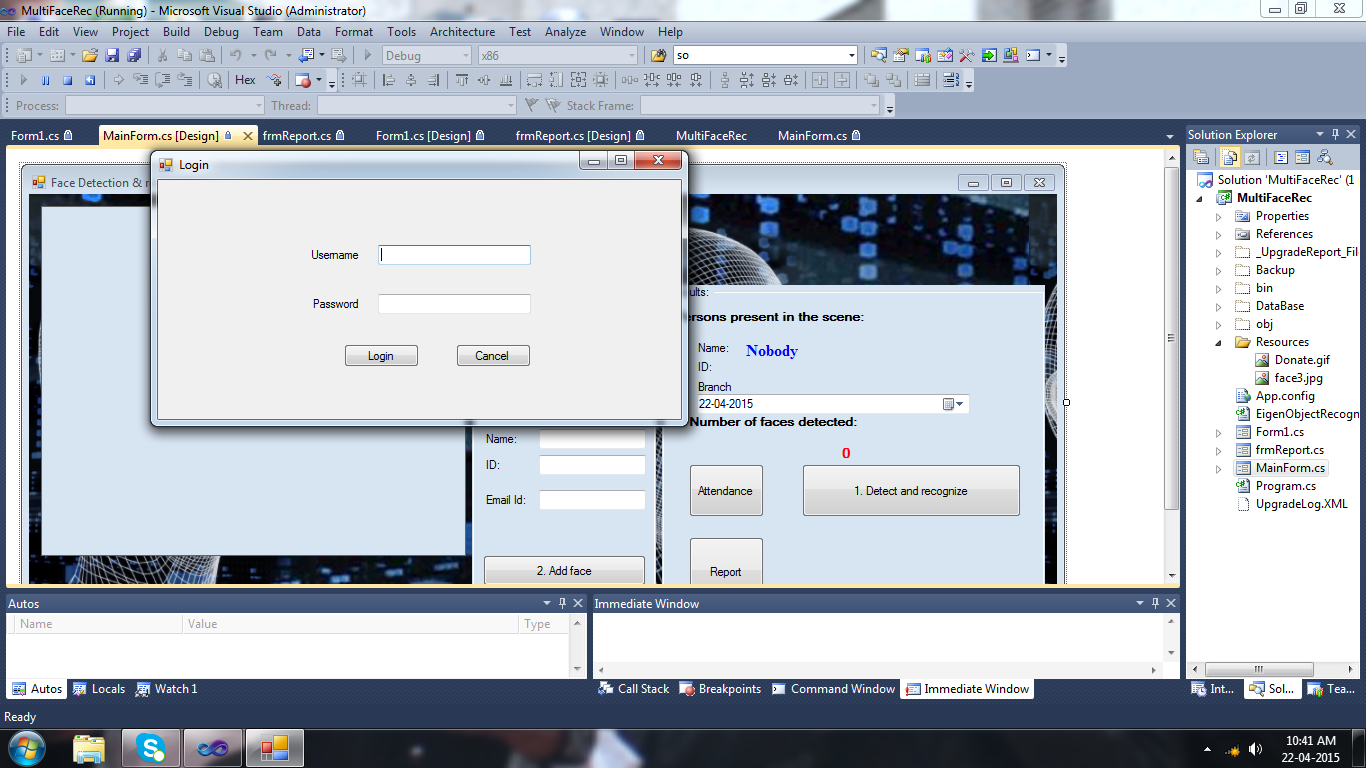 MultiFaceRec (Running) - Microsoft Visual Studio (Administrator)
File Edit View Project Build Debug Team Data Format Tools Architecture Test Analyze Window Help
Debug x86 so
Hex
Process: Thread: Stack Frame:
Form1.cs MainForm.cs [Design] frmReport.cs Form1.cs [Design] frmReport.cs [Design] MultiFaceRec MainForm.cs
Login
Username
Password
Login Cancel
Face Detection &
ults:
ersons present in the scene:
Name: Nobody
ID:
Branch
22-04-2015
Number of faces detected:
0
Name:
ID:
Email Id:
Attendance
1. Detect and recognize
2. Add face
Report
Solution Explorer
Solution 'MultiFaceRec' (1
MultiFaceRec
Properties
References
_UpgradeReport_Fil
Backup
bin
DataBase
obj
Resources
Donate.gif
face3.jpg
App.config
EigenObjectRecogn
Form1.cs
frmReport.cs
MainForm.cs
Program.cs
UpgradeLog.XML
Autos
Name Value Type
Immediate Window
Autos Locals Watch 1
Call Stack Breakpoints Command Window Immediate Window
Int... Sol... Tea...
Ready
10:41 AM
22-04-2015